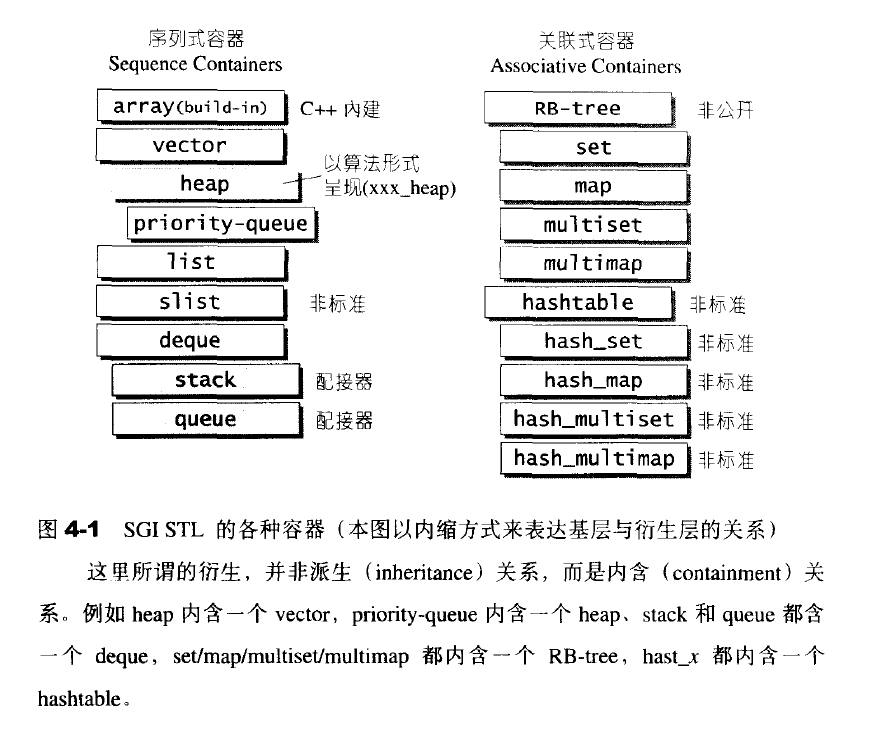 序列式容器
Sequence Containers
array(build-in) C++ 内建
vector
heap
以算法形式
呈现(xxx_heap)
priority-queue
list
slist 非标准
deque
stack 配接器
queue 配接器
关联式容器
Associative Containers
RB-tree 非公开
set
map
multiset
multimap
hashtable 非标准
hash_set 非标准
hash_map 非标准
hash_multiset 非标准
hash_multimap 非标准
图 4-1 SGI STL 的各种容器（本图以内缩方式来表达基层与衍生层的关系）
这里所谓的衍生，并非派生（inheritance）关系，而是内含（containment）关
系。例如 heap 内含一个 vector，priority-queue 内含一个 heap、stack 和 queue 都含
一个 deque，set/map/multiset/multimap 都内含一个 RB-tree，hast_x 都内含一个
hashtable。